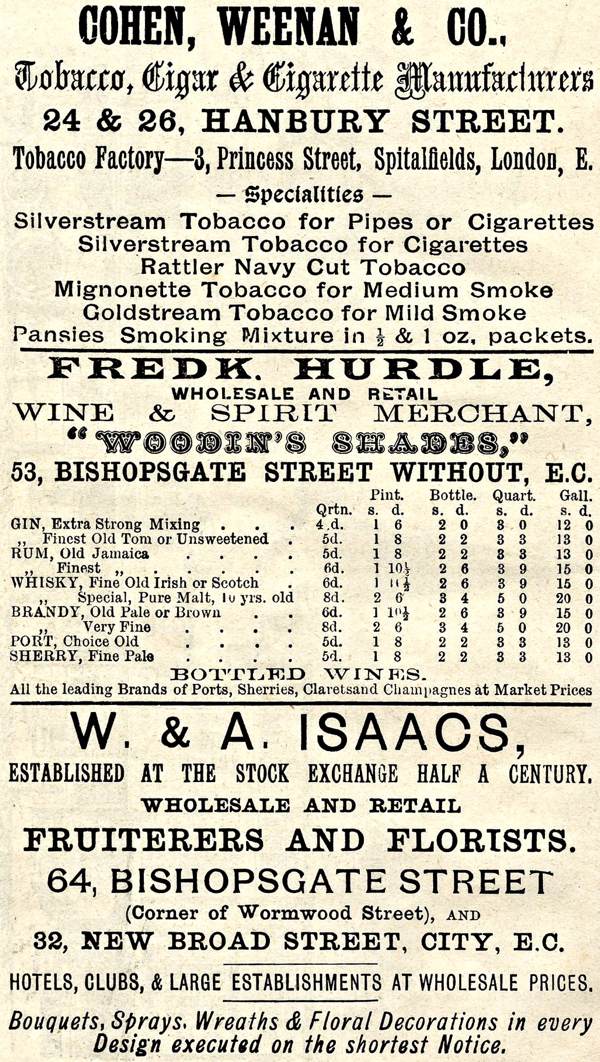 COHEN, WEENAN & CO.,
Tobacco, Cigar & Cigarette Manufacturers
24 & 26, HANBURY STREET.
Tobacco Factory—3, Princess Street, Spitalfields, London, E.
— Specialities —
Silverstream Tobacco for Pipes or Cigarettes
Silverstream Tobacco for Cigarettes
Rattler Navy Cut Tobacco
Mignonette Tobacco for Medium Smoke
Goldstream Tobacco for Mild Smoke
Pansies Smoking Mixture in ½ & 1 oz. packets.
FREDK. HURDLE,
WHOLESALE AND RETAIL
WINE & SPIRIT MERCHANT,
"WOODIN'S SHADES,"
53, BISHOPSGATE STREET WITHOUT, E.C.
Pint. Bottle. Quart. Gall.
Qrtn. s. d. s. d. s. d. s. d.
GIN, Extra Strong Mixing . . . 4.d. 1 6 2 0 3 0 12 0
„ Finest Old Tom or Unsweetened . 5d. 1 8 2 2 3 3 13 0
RUM, Old Jamaica . . . . 5d. 1 8 2 2 3 3 13 0
„ Finest „ . . . . . 6d. 1 10½ 2 6 3 9 15 0
WHISKY, Fine Old Irish or Scotch . 6d. 1 11½ 2 6 3 9 15 0
„ Special, Pure Malt, 10 yrs. old 8d. 2 6 3 4 5 0 20 0
BRANDY, Old Pale or Brown . . 6d. 1 10½ 2 6 3 9 15 0
„ Very Fine . . . . 8d. 2 6 3 4 5 0 20 0
PORT, Choice Old . . . . 5d. 1 8 2 2 3 3 13 0
SHERRY, Fine Pale . . . . 5d. 1 8 2 2 3 3 13 0
BOTTLED WINES.
All the leading Brands of Ports, Sherries, Claretsand Champagnes at Market Prices
W. & A. ISAACS,
ESTABLISHED AT THE STOCK EXCHANGE HALF A CENTURY.
WHOLESALE AND RETAIL
FRUITERERS AND FLORISTS.
64, BISHOPSGATE STREET
(Corner of Wormwood Street), AND
32, NEW BROAD STREET, CITY, E.C.
HOTELS, CLUBS, & LARGE ESTABLISHMENTS AT WHOLESALE PRICES.
Bouquets, Sprays. Wreaths & Floral Decorations in every
Design executed on the shortest Notice.